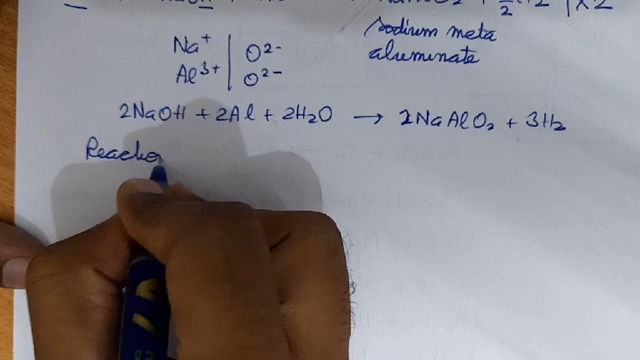 sodium meta
aluminate
Na⁺ | O²⁻
Al³⁺ | O²⁻
2NaOH + 2Al + 2H₂O → 2NaAlO₂ + 3H₂
Reactio